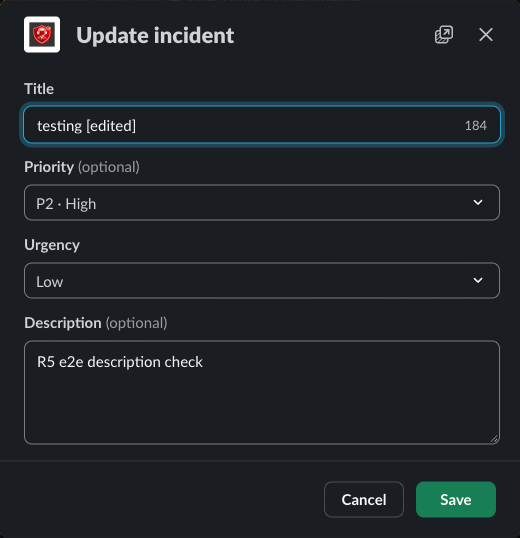 Update incident
Title
testing [edited]
184
Priority (optional)
P2 · High
Urgency
Low
Description (optional)
R5 e2e description check
Cancel
Save